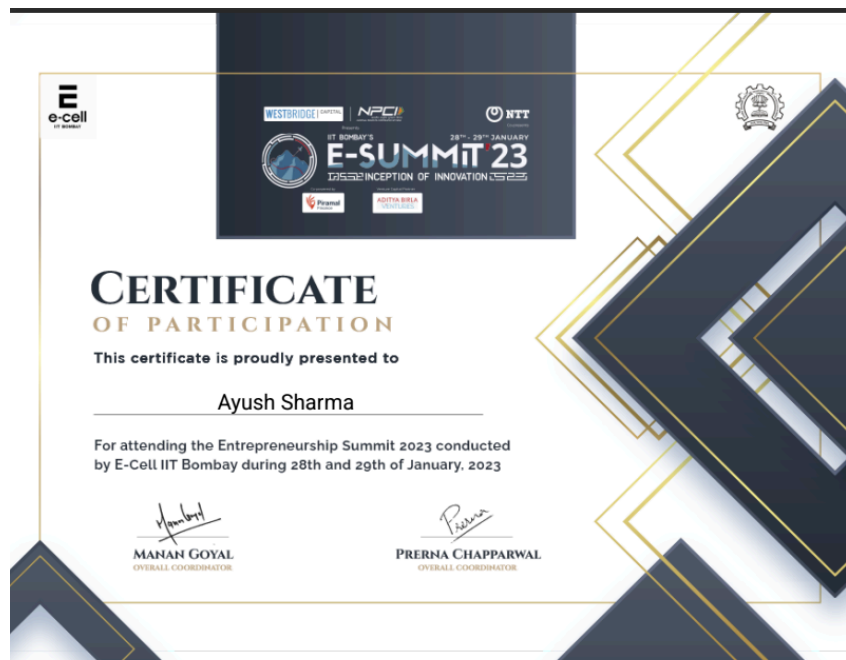 E
e-cell
IIT BOMBAY
WESTBRIDGE CAPITAL NPCI NTT
IIT BOMBAY'S 28TH - 29TH JANUARY
E-SUMMiT'23
INCEPTION OF INNOVATION
Piramal
ADITYA BIRLA
VENTURES
CERTIFICATE
OF PARTICIPATION
This certificate is proudly presented to
Ayush Sharma
For attending the Entrepreneurship Summit 2023 conducted
by E-Cell IIT Bombay during 28th and 29th of January, 2023
Prerna
MANAN GOYAL PRERNA CHAPPARWAL
OVERALL COORDINATOR OVERALL COORDINATOR